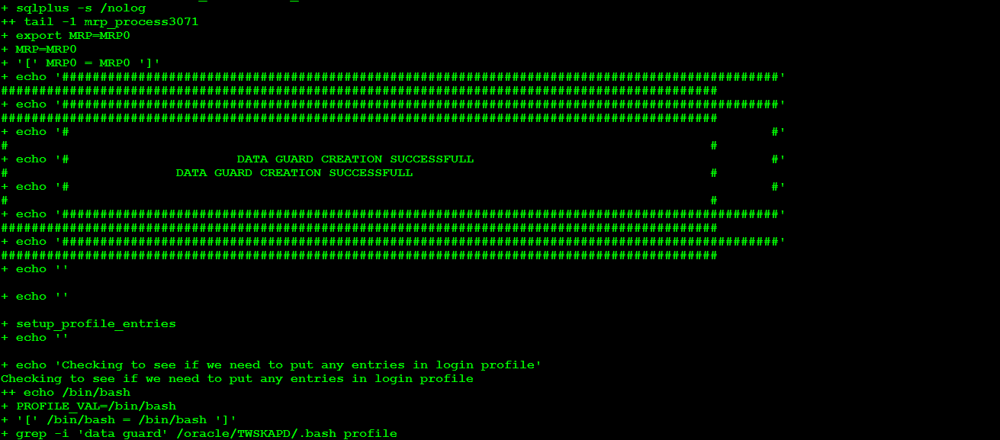 + sqlplus -s /nolog
++ tail -1 mrp_process3071
+ export MRP=MRP0
+ MRP=MRP0
+ '[' MRP0 = MRP0 ']'
+ echo '##############################################################################################'
##############################################################################################
+ echo '##############################################################################################'
##############################################################################################
+ echo '#                                                                                            #'
#                                                                                            #
+ echo '#                      DATA GUARD CREATION SUCCESSFULL                                       #'
#                      DATA GUARD CREATION SUCCESSFULL                                       #
+ echo '#                                                                                            #'
#                                                                                            #
+ echo '##############################################################################################'
##############################################################################################
+ echo '##############################################################################################'
##############################################################################################
+ echo ''
+ echo ''
+ setup_profile_entries
+ echo ''
+ echo 'Checking to see if we need to put any entries in login profile'
Checking to see if we need to put any entries in login profile
++ echo /bin/bash
+ PROFILE_VAL=/bin/bash
+ '[' /bin/bash = /bin/bash ']'
+ grep -i 'data guard' /oracle/TWSKAPD/.bash_profile